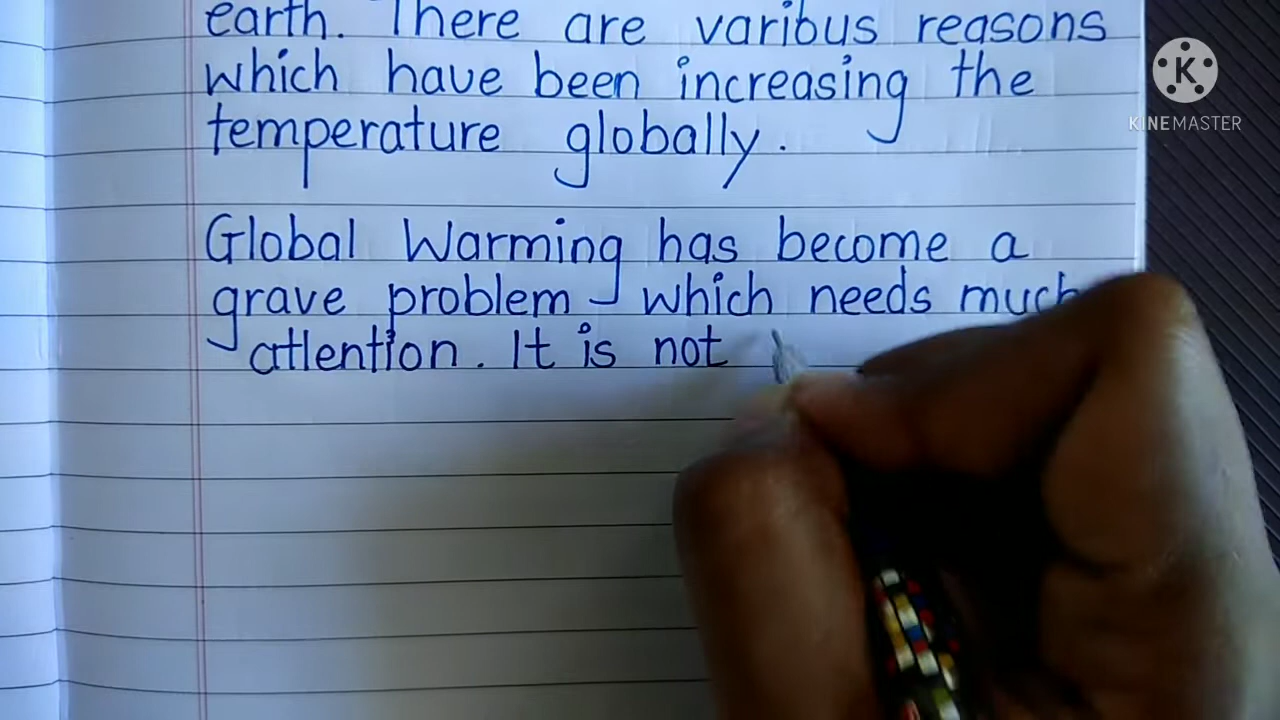 earth. There are various reasons
which have been increasing the
temperature globally.
Global Warming has become a
grave problem which needs much
attention. It is not
K
KINEMASTER